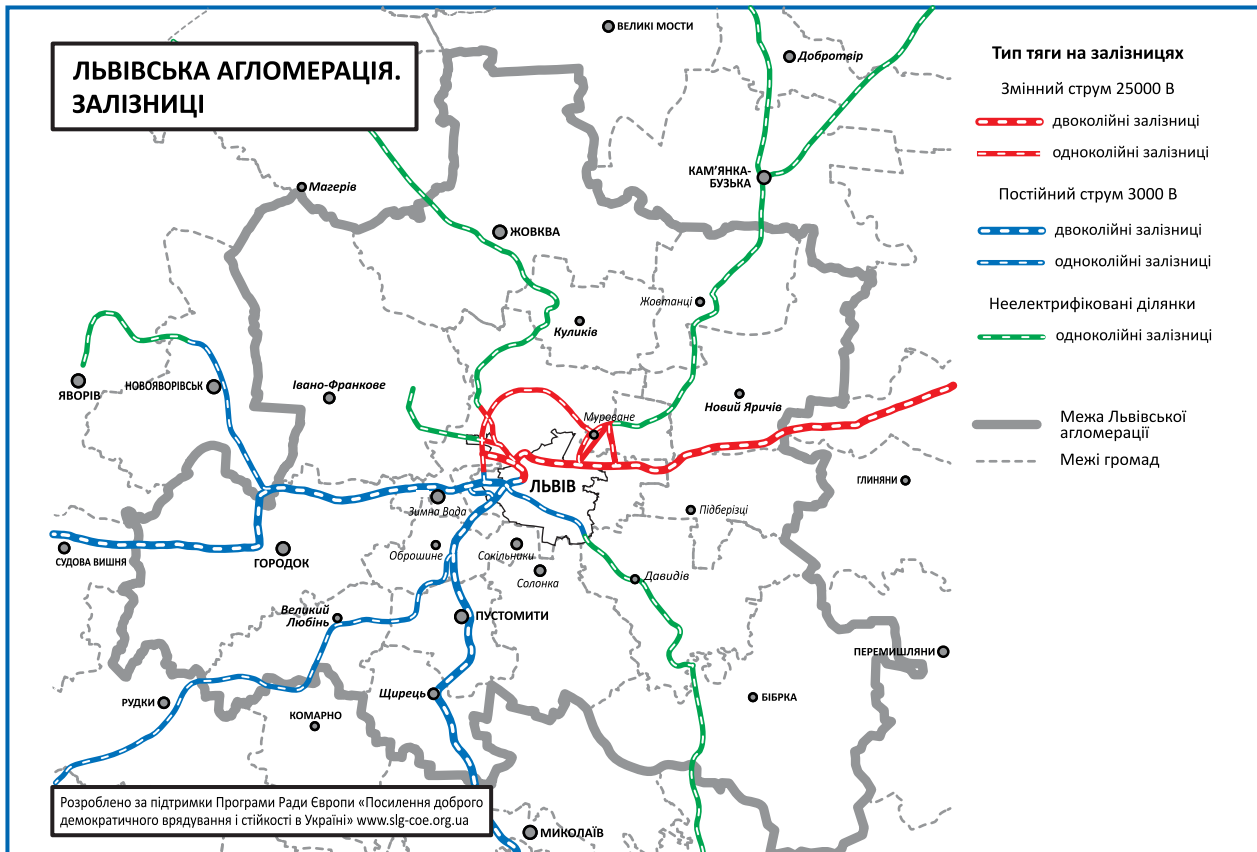 ЛЬВІВСЬКА АГЛОМЕРАЦІЯ.
ЗАЛІЗНИЦІ
ВЕЛИКІ МОСТИ
Добротвір
КАМ’ЯНКА-
БУЗЬКА
Магерів
ЖОВКВА
Жовтанці
Куликів
ЯВОРІВ
НОВОЯВОРІВСЬК
Івано-Франкове
Новий Яричів
Муроване
ЛЬВІВ
Зимна Вода
ГЛИНЯНИ
Підберізці
СУДОВА ВИШНЯ
ГОРОДОК
Оброшине
Сокільники
Солонка
Давидів
Великий
Любінь
ПУСТОМИТИ
ПЕРЕМИШЛЯНИ
Щирець
РУДКИ
КОМАРНО
БІБРКА
МИКОЛАЇВ
Тип тяги на залізницях
Змінний струм 25000 В
двоколійні залізниці
одноколійні залізниці
Постійний струм 3000 В
двоколійні залізниці
одноколійні залізниці
Неелектрифіковані ділянки
одноколійні залізниці
Межа Львівської
агломерації
Межі громад
Розроблено за підтримки Програми Ради Європи «Посилення доброго
демократичного врядування і стійкості в Україні» www.slg-coe.org.ua